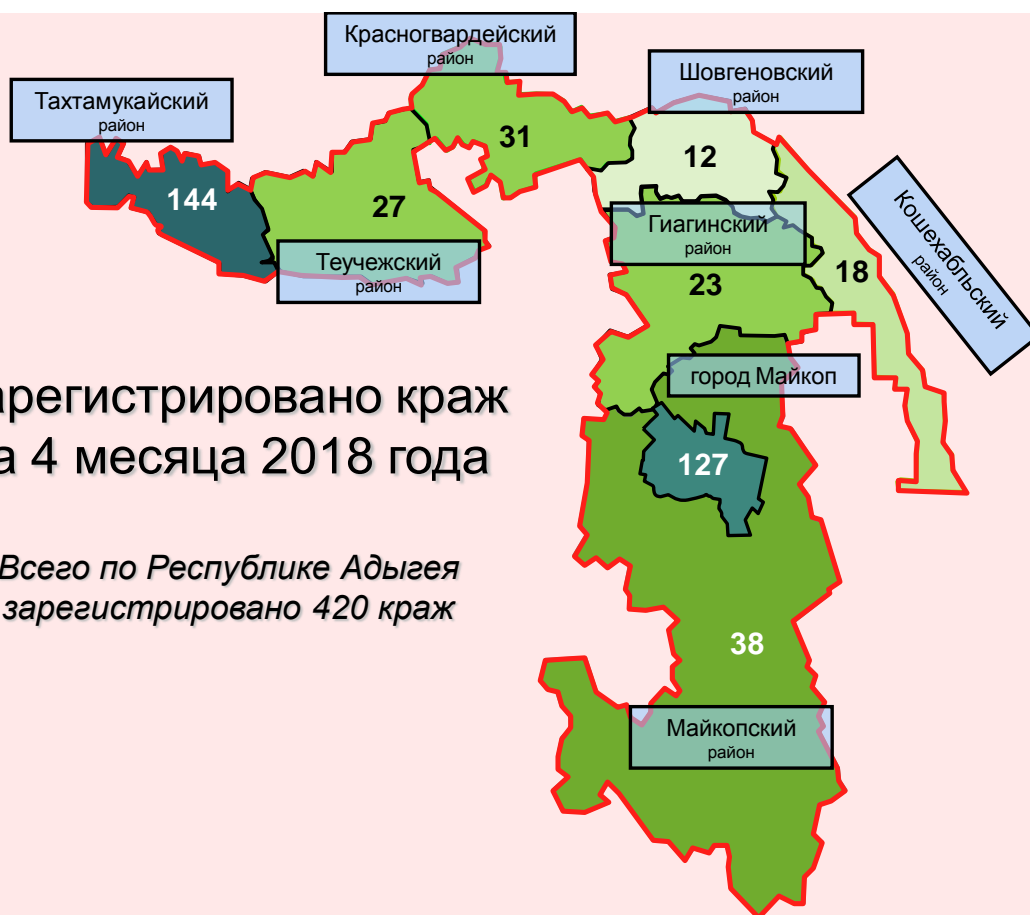 Красногвардейский
район
Шовгеновский
район
Тахтамукайский
район
31
12
144
27
Кошехабльский
район
Гиагинский
район
Теучежский
район
18
23
город Майкоп
арегистрировано краж
а 4 месяца 2018 года
127
Всего по Республике Адыгея
зарегистрировано 420 краж
38
Майкопский
район